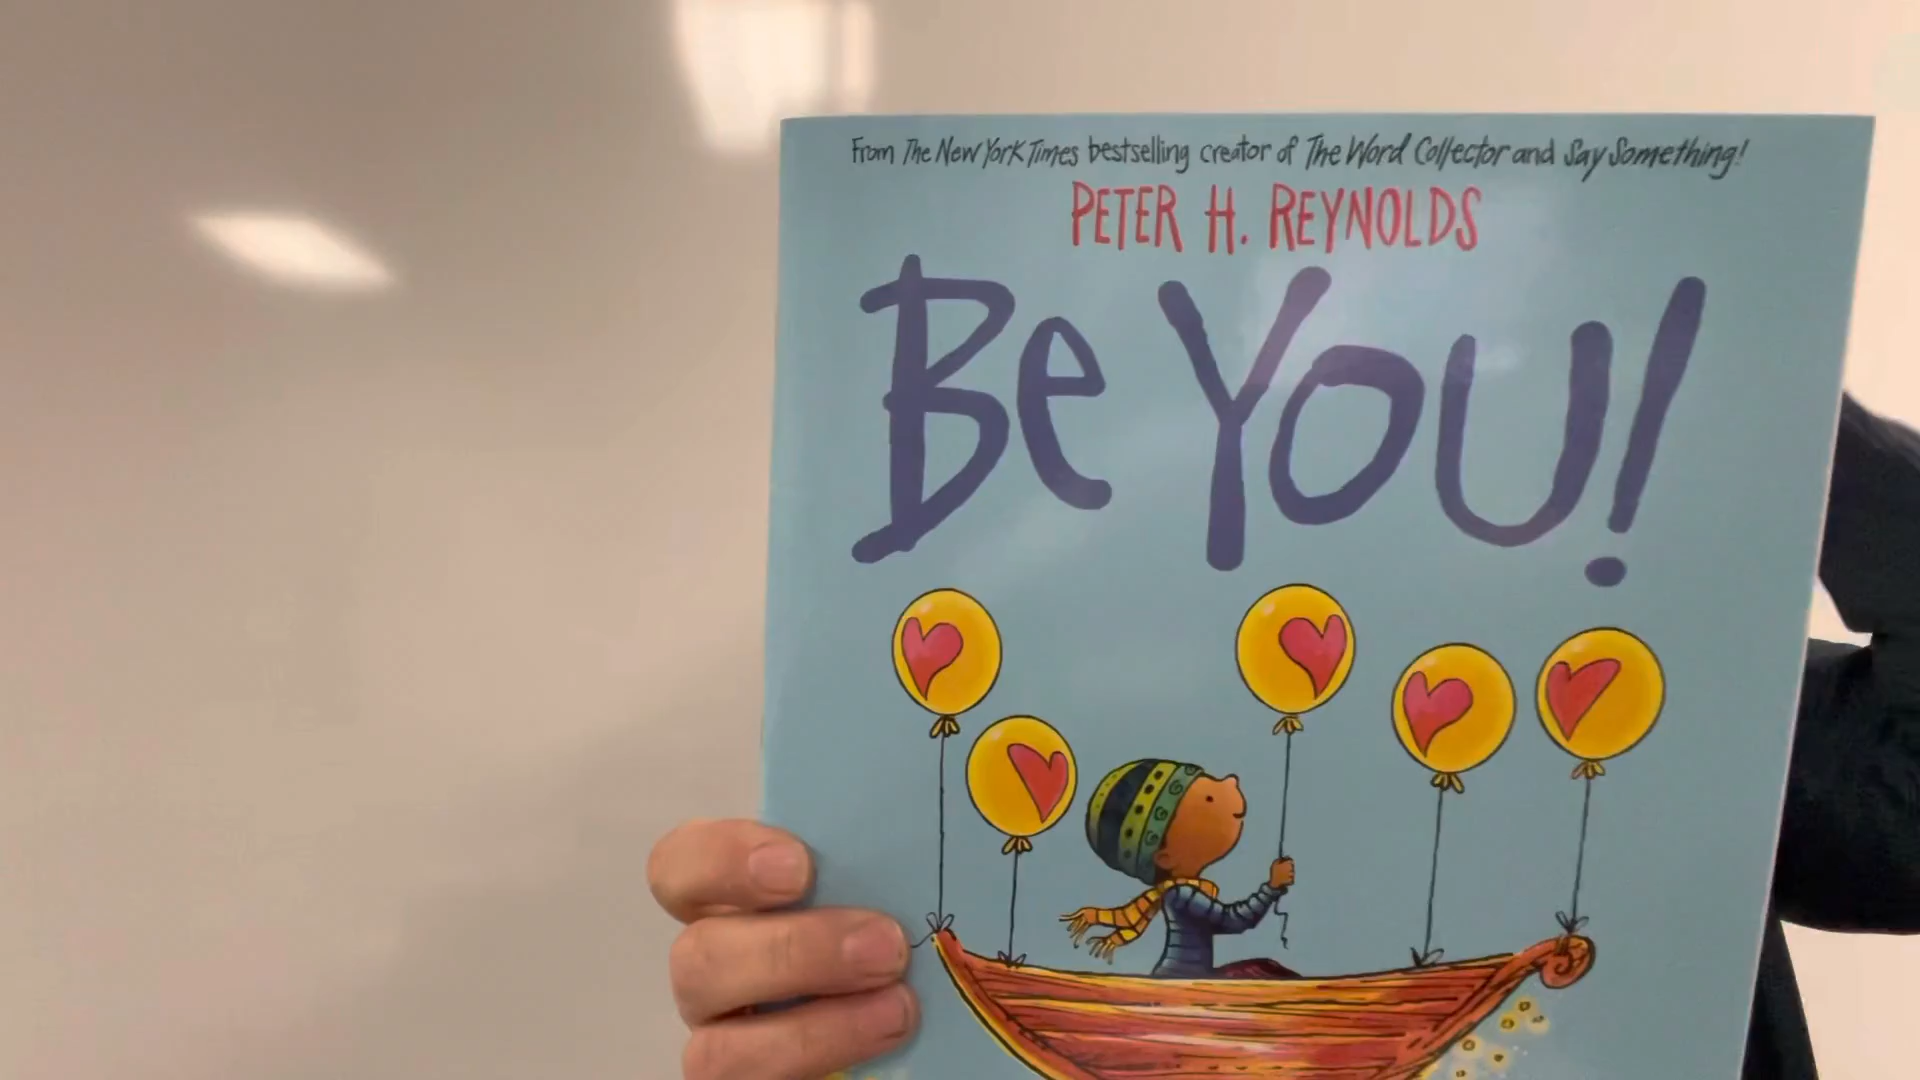 From The New York Times bestselling creator of The Word Collector and Say Something!
PETER H. REYNOLDS
Be You!